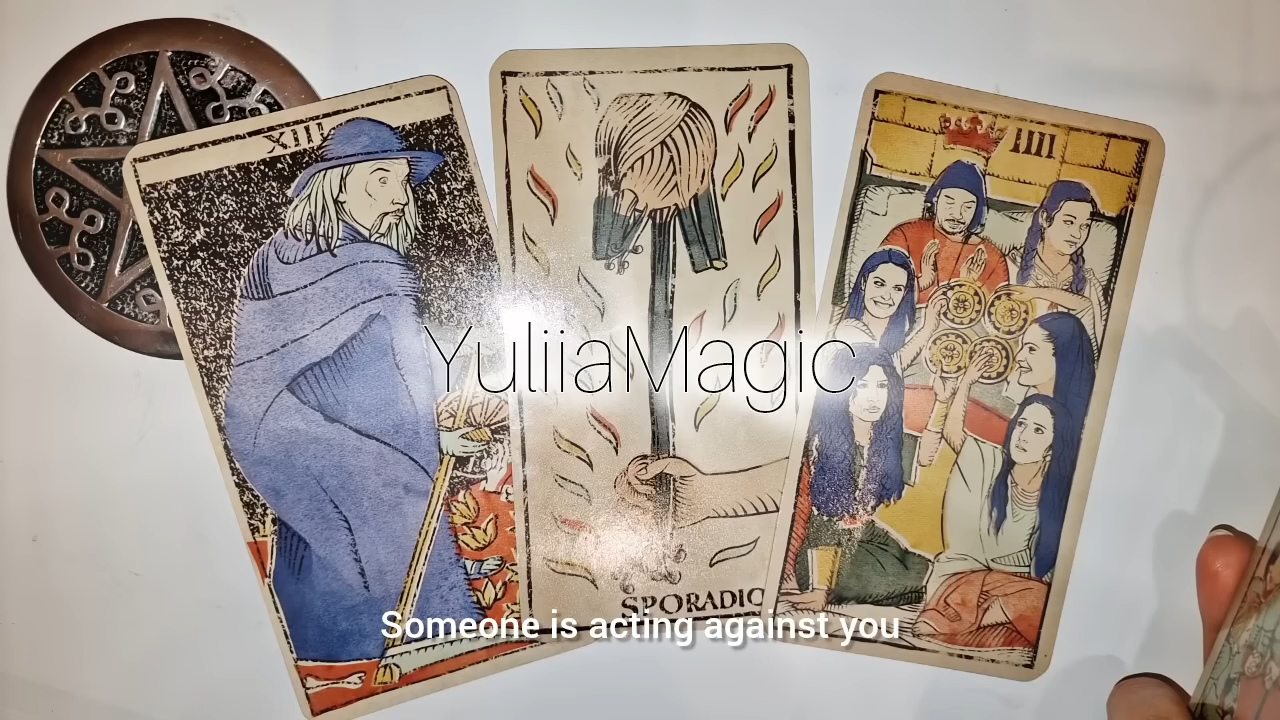 XIII
IIII
YuliiaMagic
SPORADIC
Someone is acting against you